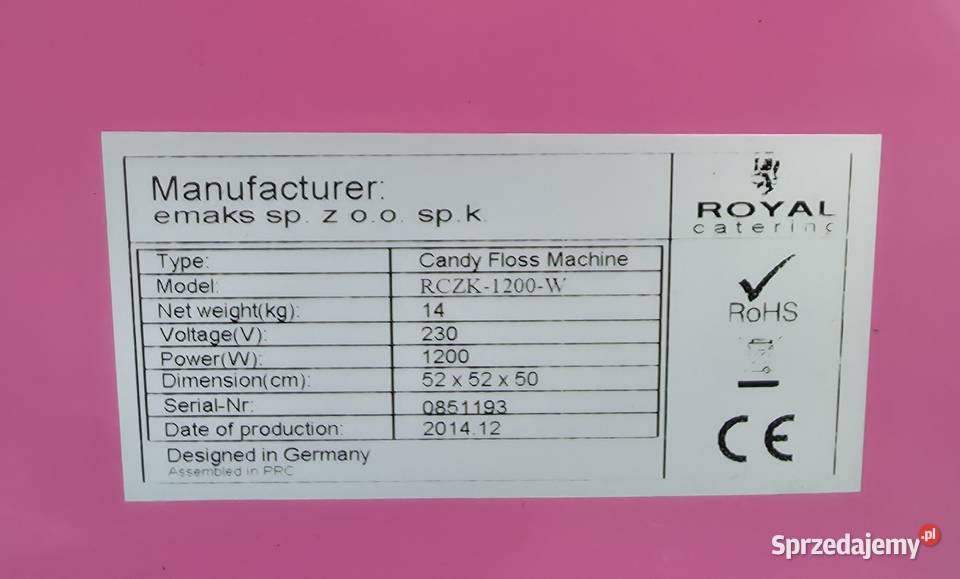 Manufacturer:
emaks sp. z o.o. sp.k.
Type: Candy Floss Machine
Model: RCZK-1200-W
Net weight(kg): 14
Voltage(V): 230
Power(W): 1200
Dimension(cm): 52 x 52 x 50
Serial-Nr: 0851193
Date of production: 2014.12
Designed in Germany
Assembled in PRC
ROYAL
catering
RoHS
CE
Sprzedajemy.pl